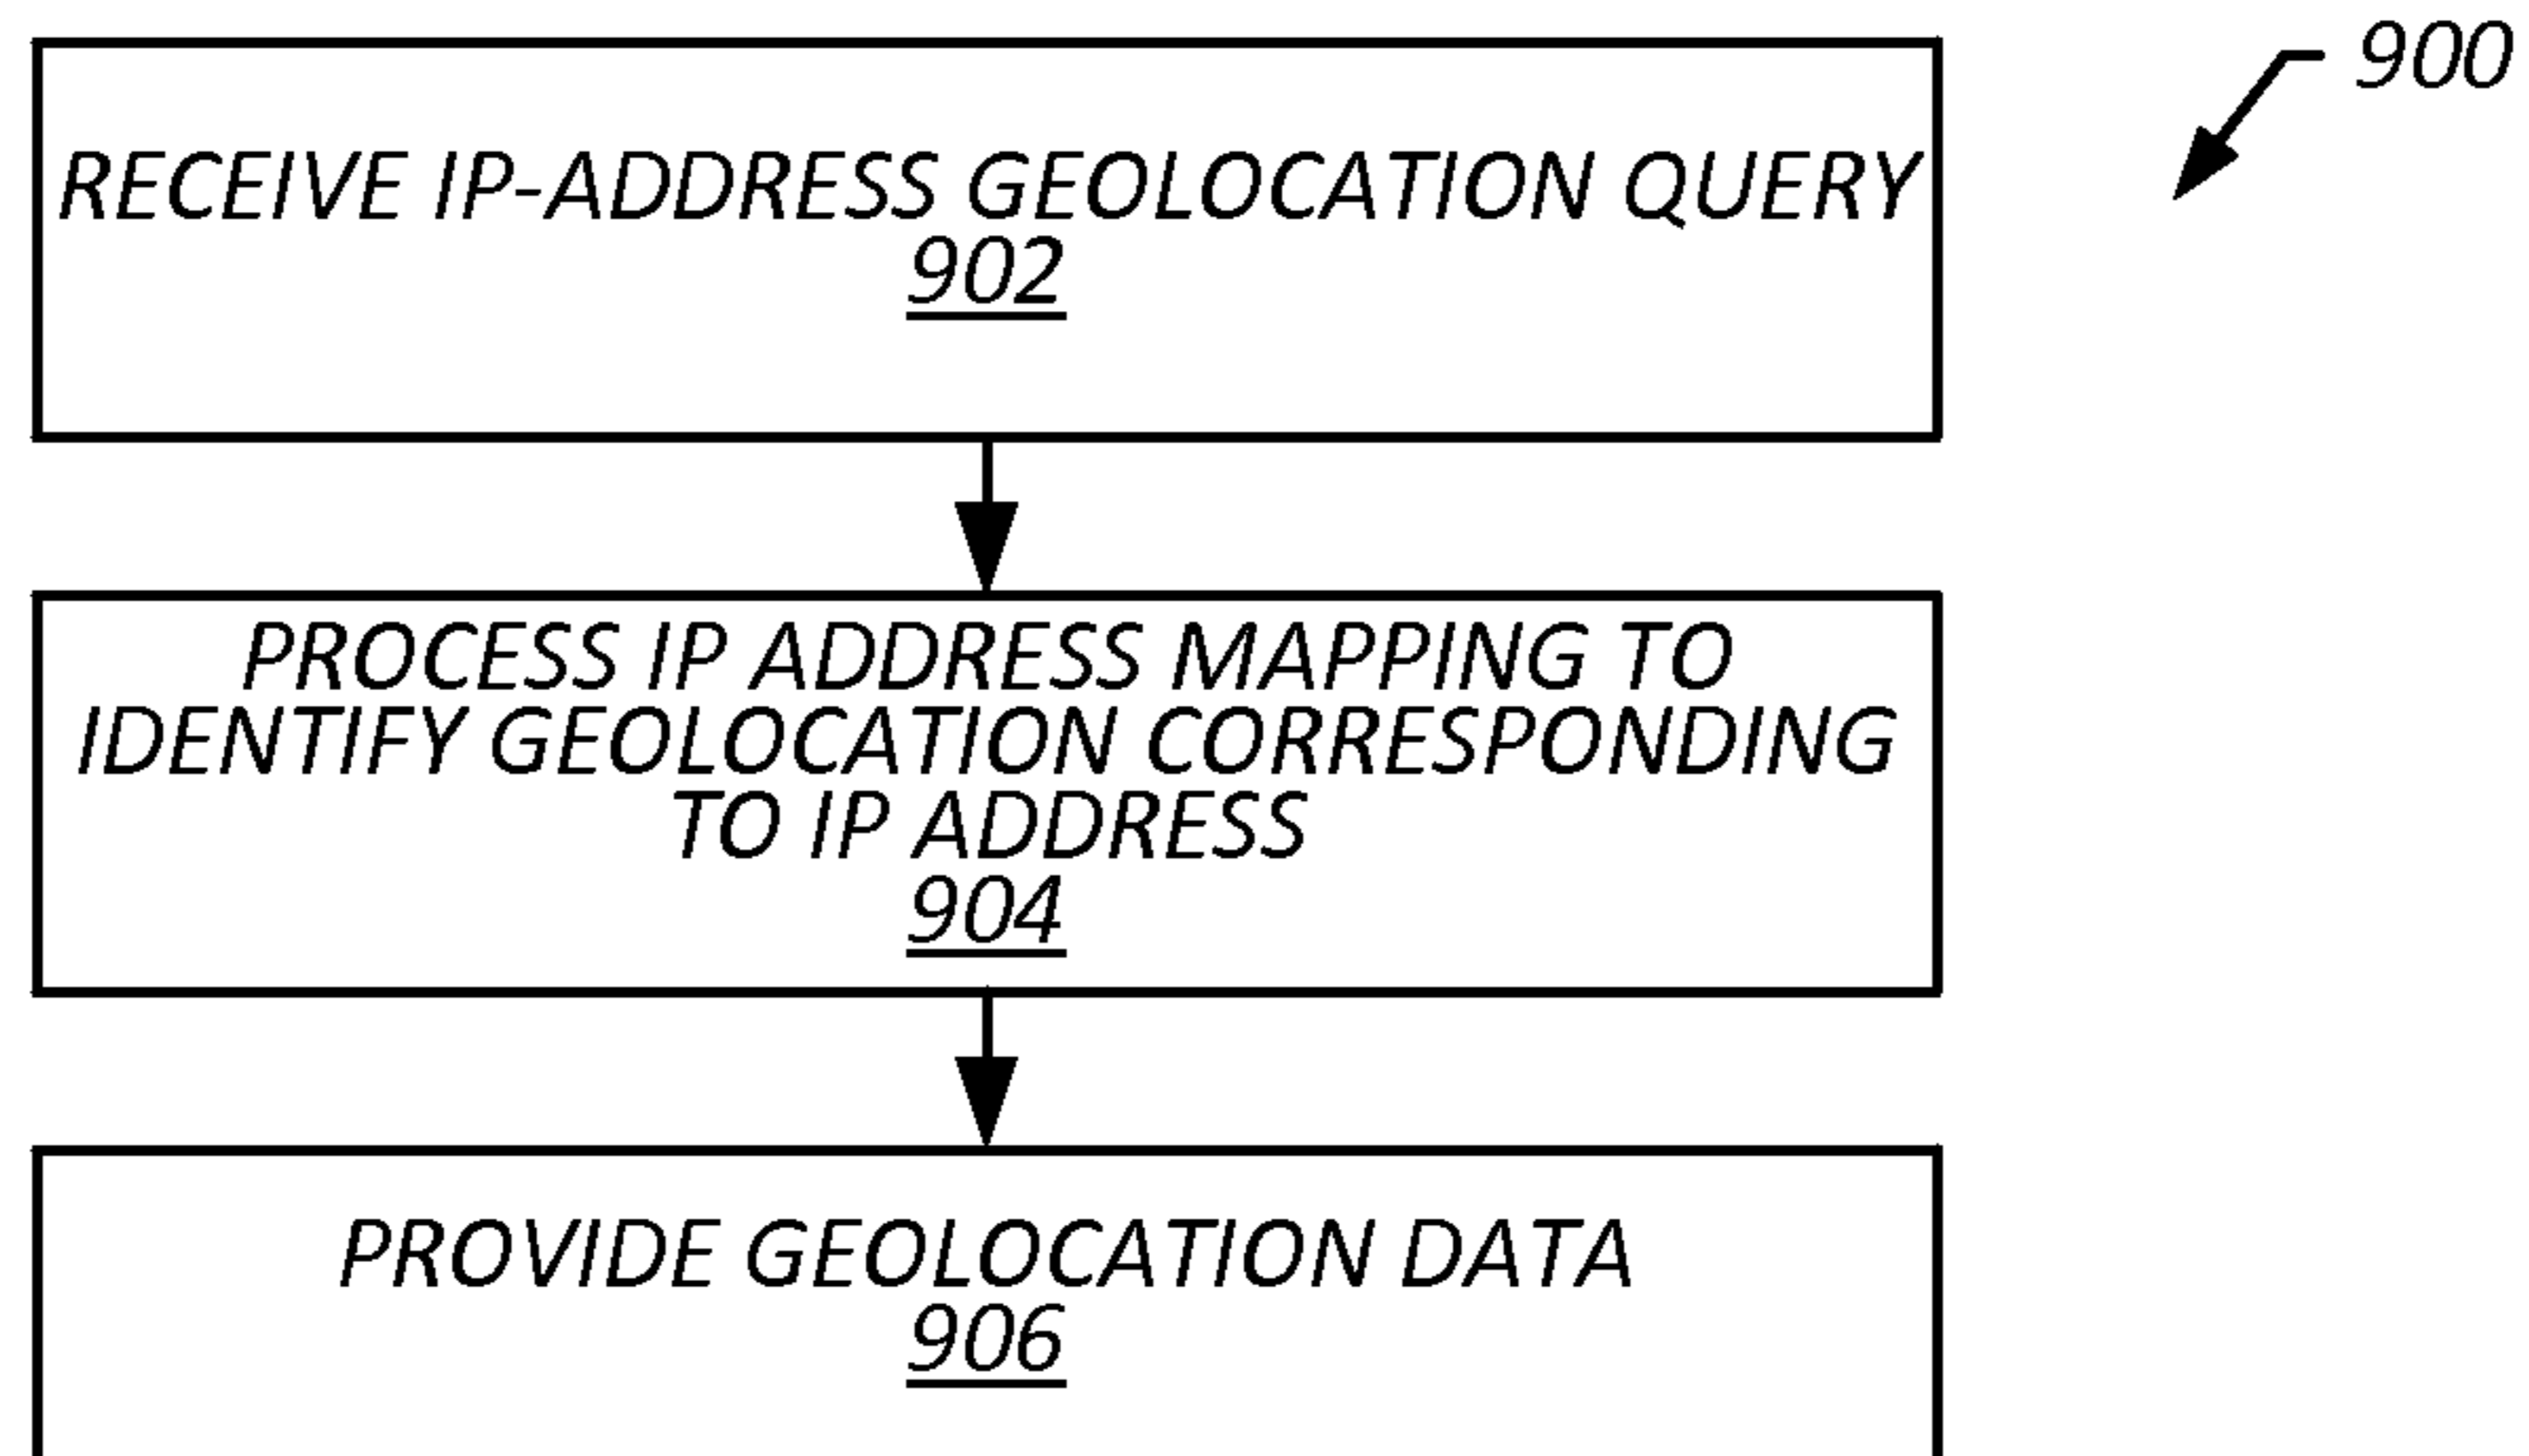 900
RECEIVE IP-ADDRESS GEOLOCATION QUERY
902
PROCESS IP ADDRESS MAPPING TO
IDENTIFY GEOLOCATION CORRESPONDING
TO IP ADDRESS
904
PROVIDE GEOLOCATION DATA
906